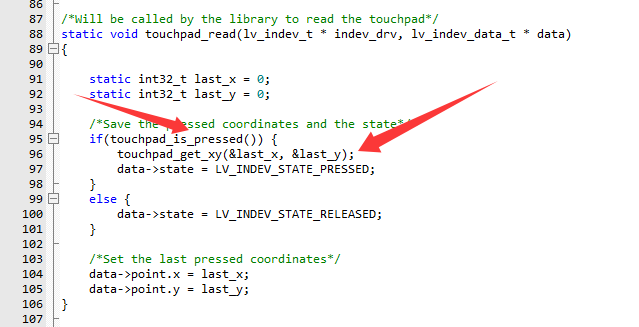 86
87 /*Will be called by the library to read the touchpad*/
88 static void touchpad_read(lv_indev_t * indev_drv, lv_indev_data_t * data)
89 {
90
91 static int32_t last_x = 0;
92 static int32_t last_y = 0;
93
94 /*Save the pressed coordinates and the state*/
95 if(touchpad_is_pressed()) {
96 touchpad_get_xy(&last_x, &last_y);
97 data->state = LV_INDEV_STATE_PRESSED;
98 }
99 else {
100 data->state = LV_INDEV_STATE_RELEASED;
101 }
102
103 /*Set the last pressed coordinates*/
104 data->point.x = last_x;
105 data->point.y = last_y;
106 }
107